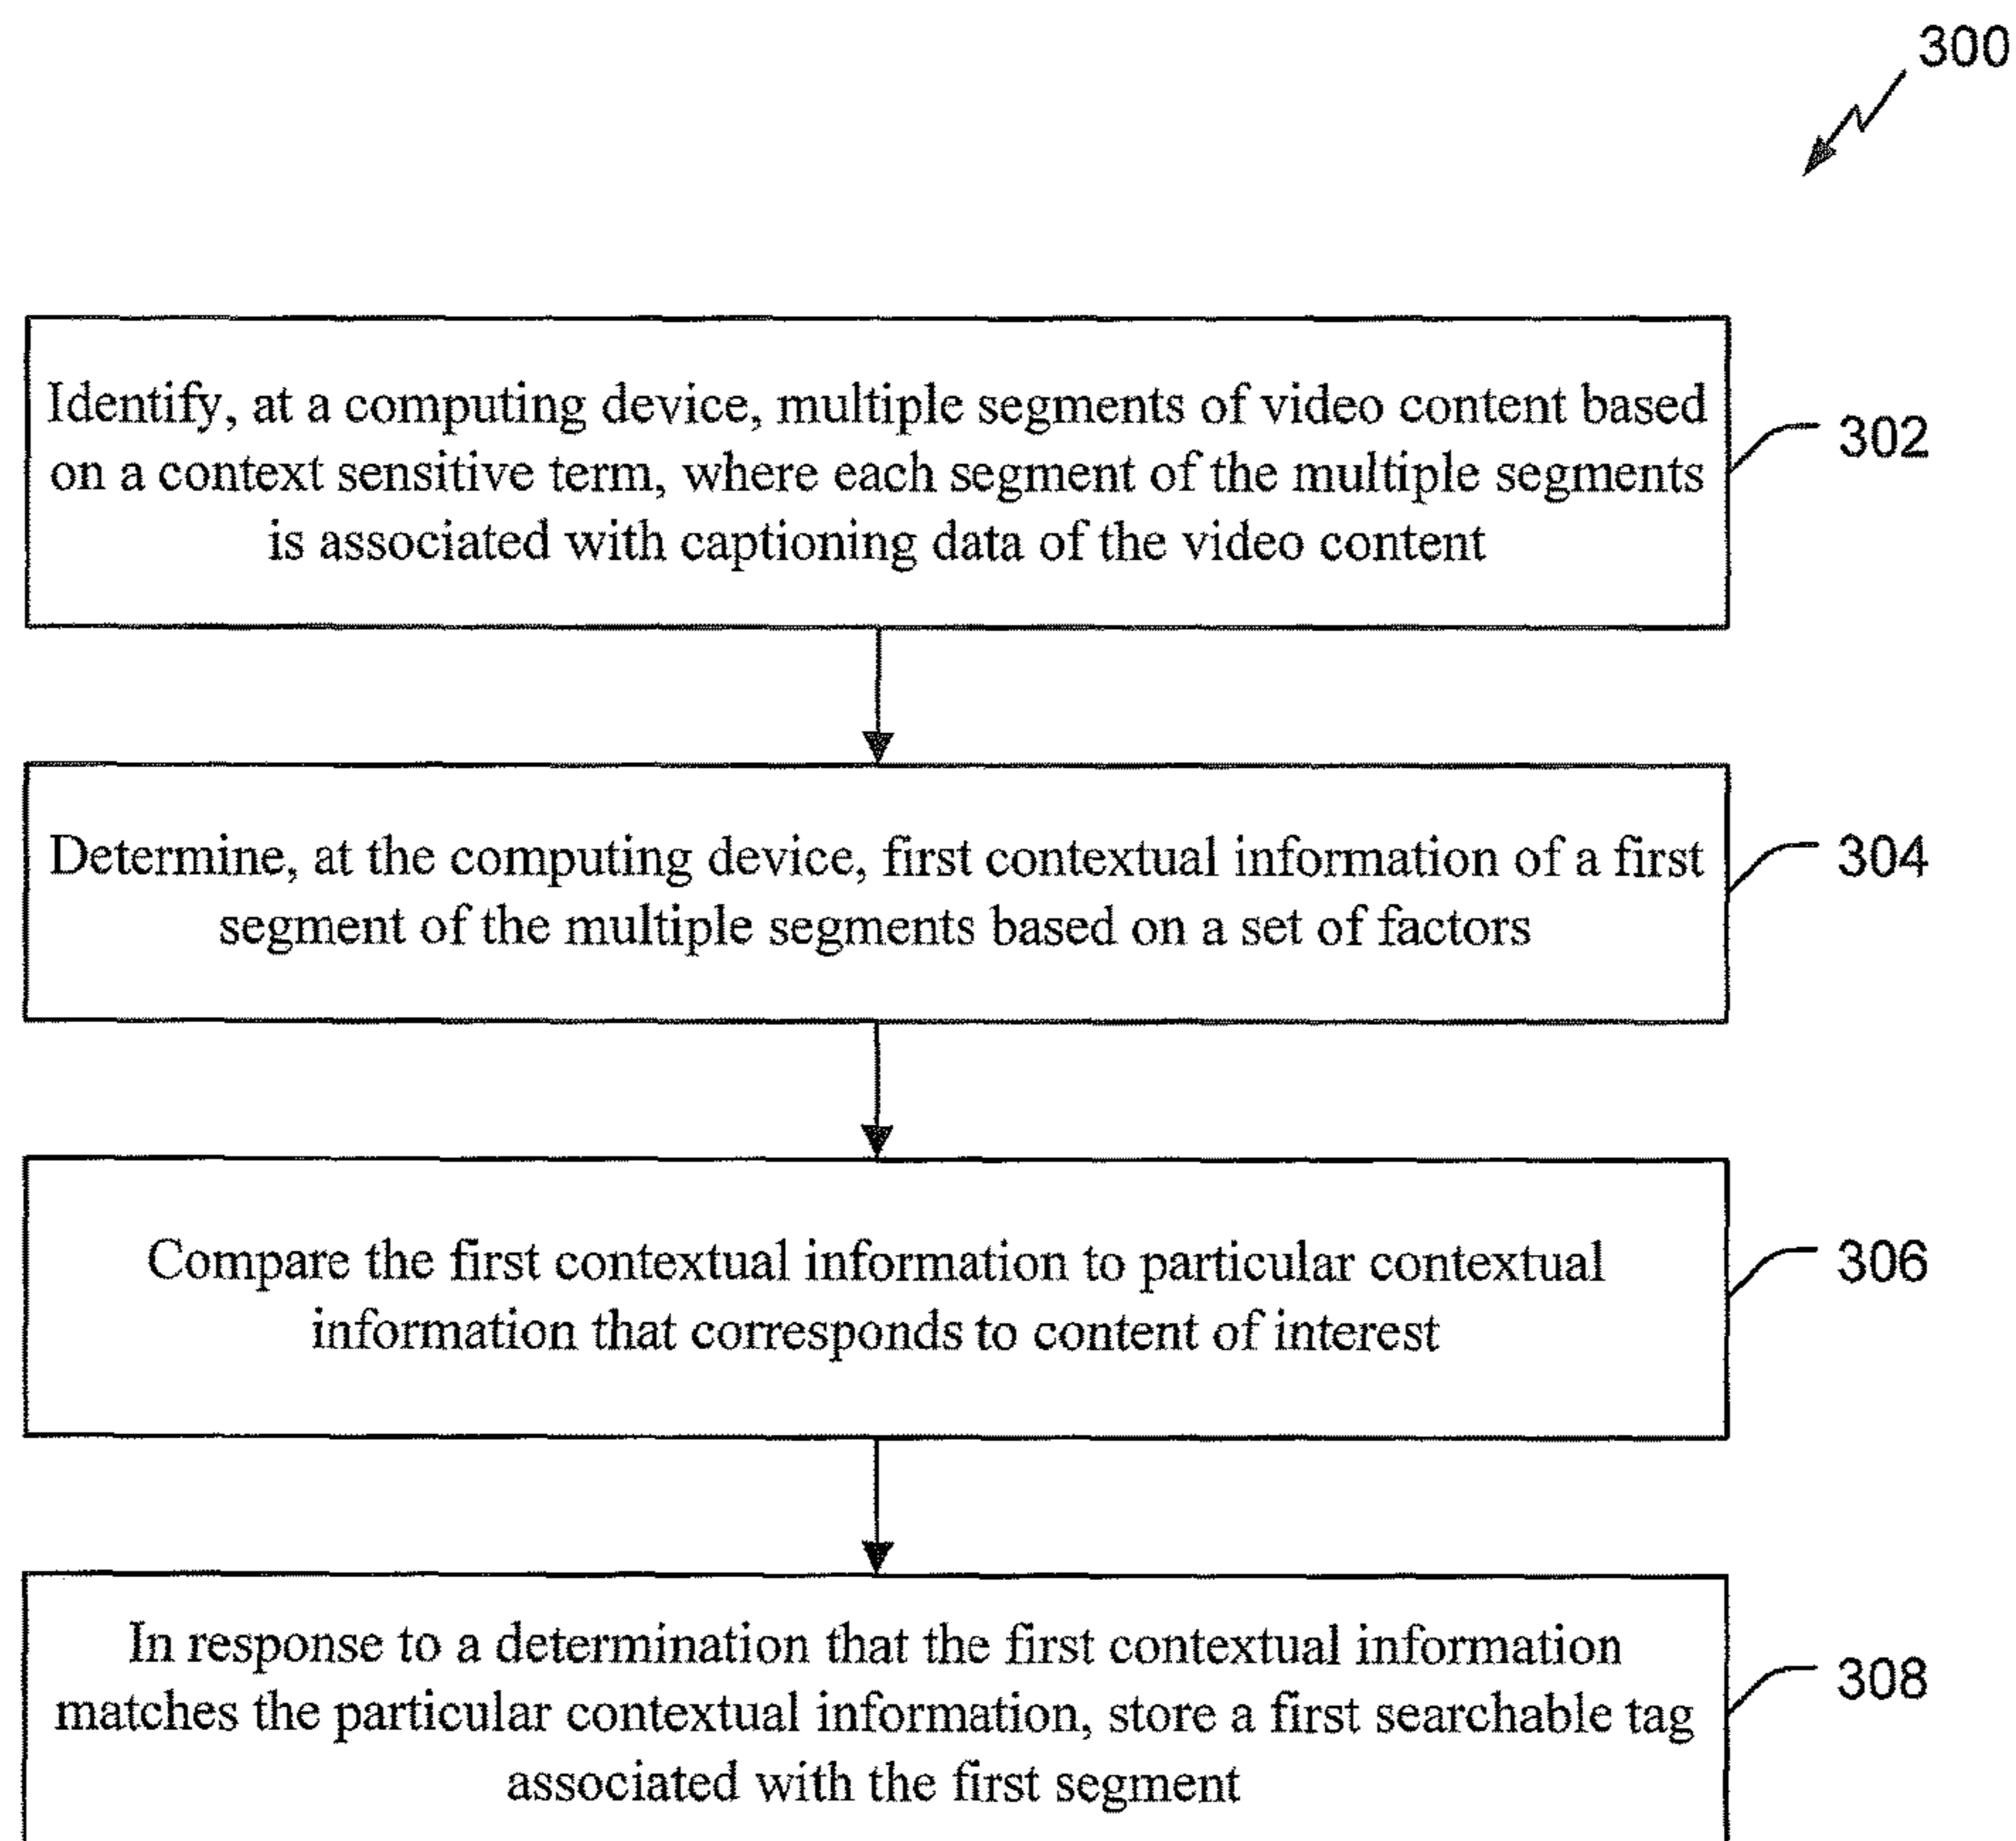 300
Identify, at a computing device, multiple segments of video content based
on a context sensitive term, where each segment of the multiple segments
is associated with captioning data of the video content
302
Determine, at the computing device, first contextual information of a first
segment of the multiple segments based on a set of factors
304
Compare the first contextual information to particular contextual
information that corresponds to content of interest
306
In response to a determination that the first contextual information
matches the particular contextual information, store a first searchable tag
associated with the first segment
308